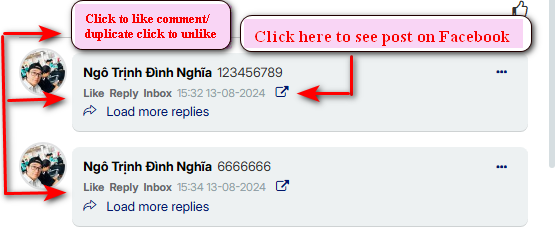 Click to like comment/
duplicate click to unlike
Click here to see post on Facebook
Ngô Trịnh Đình Nghĩa 123456789
Like Reply Inbox 15:32 13-08-2024
Load more replies
Ngô Trịnh Đình Nghĩa 6666666
Like Reply Inbox 15:34 13-08-2024
Load more replies